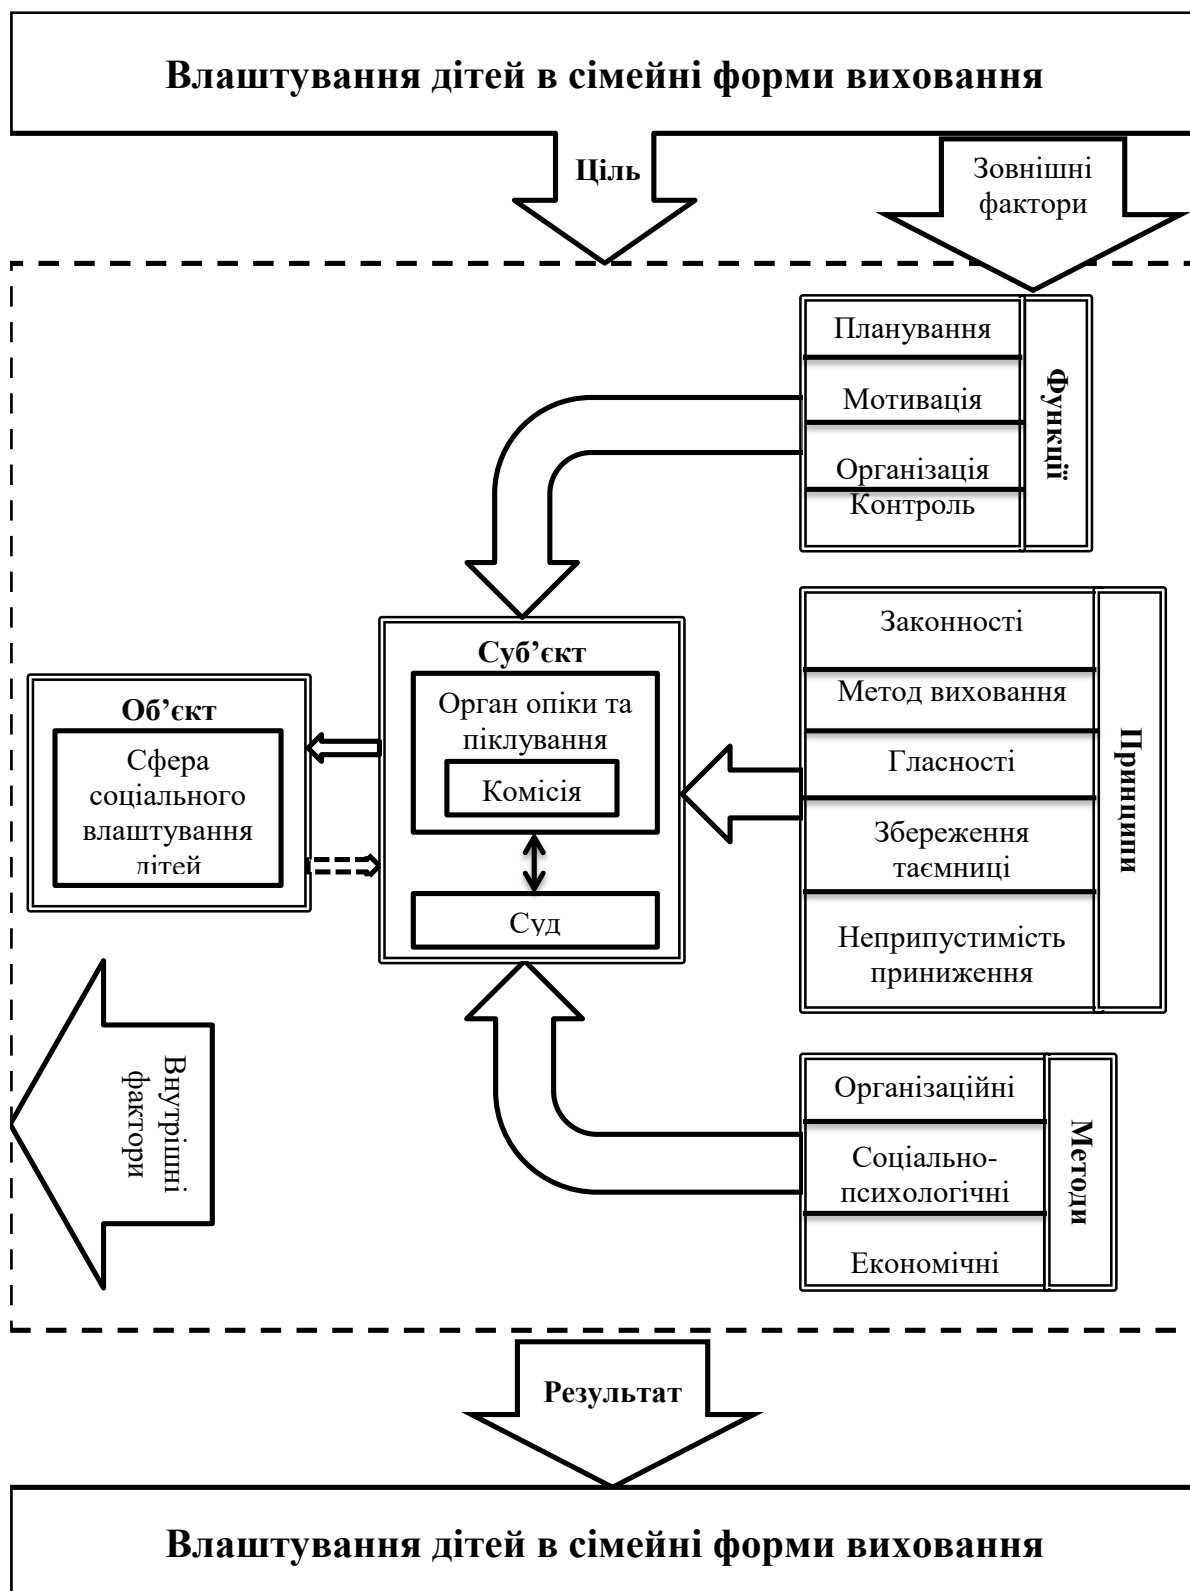 Влаштування дітей в сімейні форми виховання
Ціль
Зовнішні
фактори
Планування
Мотивація
Організація
Контроль
Функції
Суб’єкт
Орган опіки та
піклування
Комісія
Суд
Об’єкт
Сфера
соціального
влаштування
дітей
Законності
Метод виховання
Гласності
Збереження
таємниці
Неприпустимість
приниження
Принципи
Внутрішні
фактори
Організаційні
Соціально-
психологічні
Економічні
Методи
Результат
Влаштування дітей в сімейні форми виховання